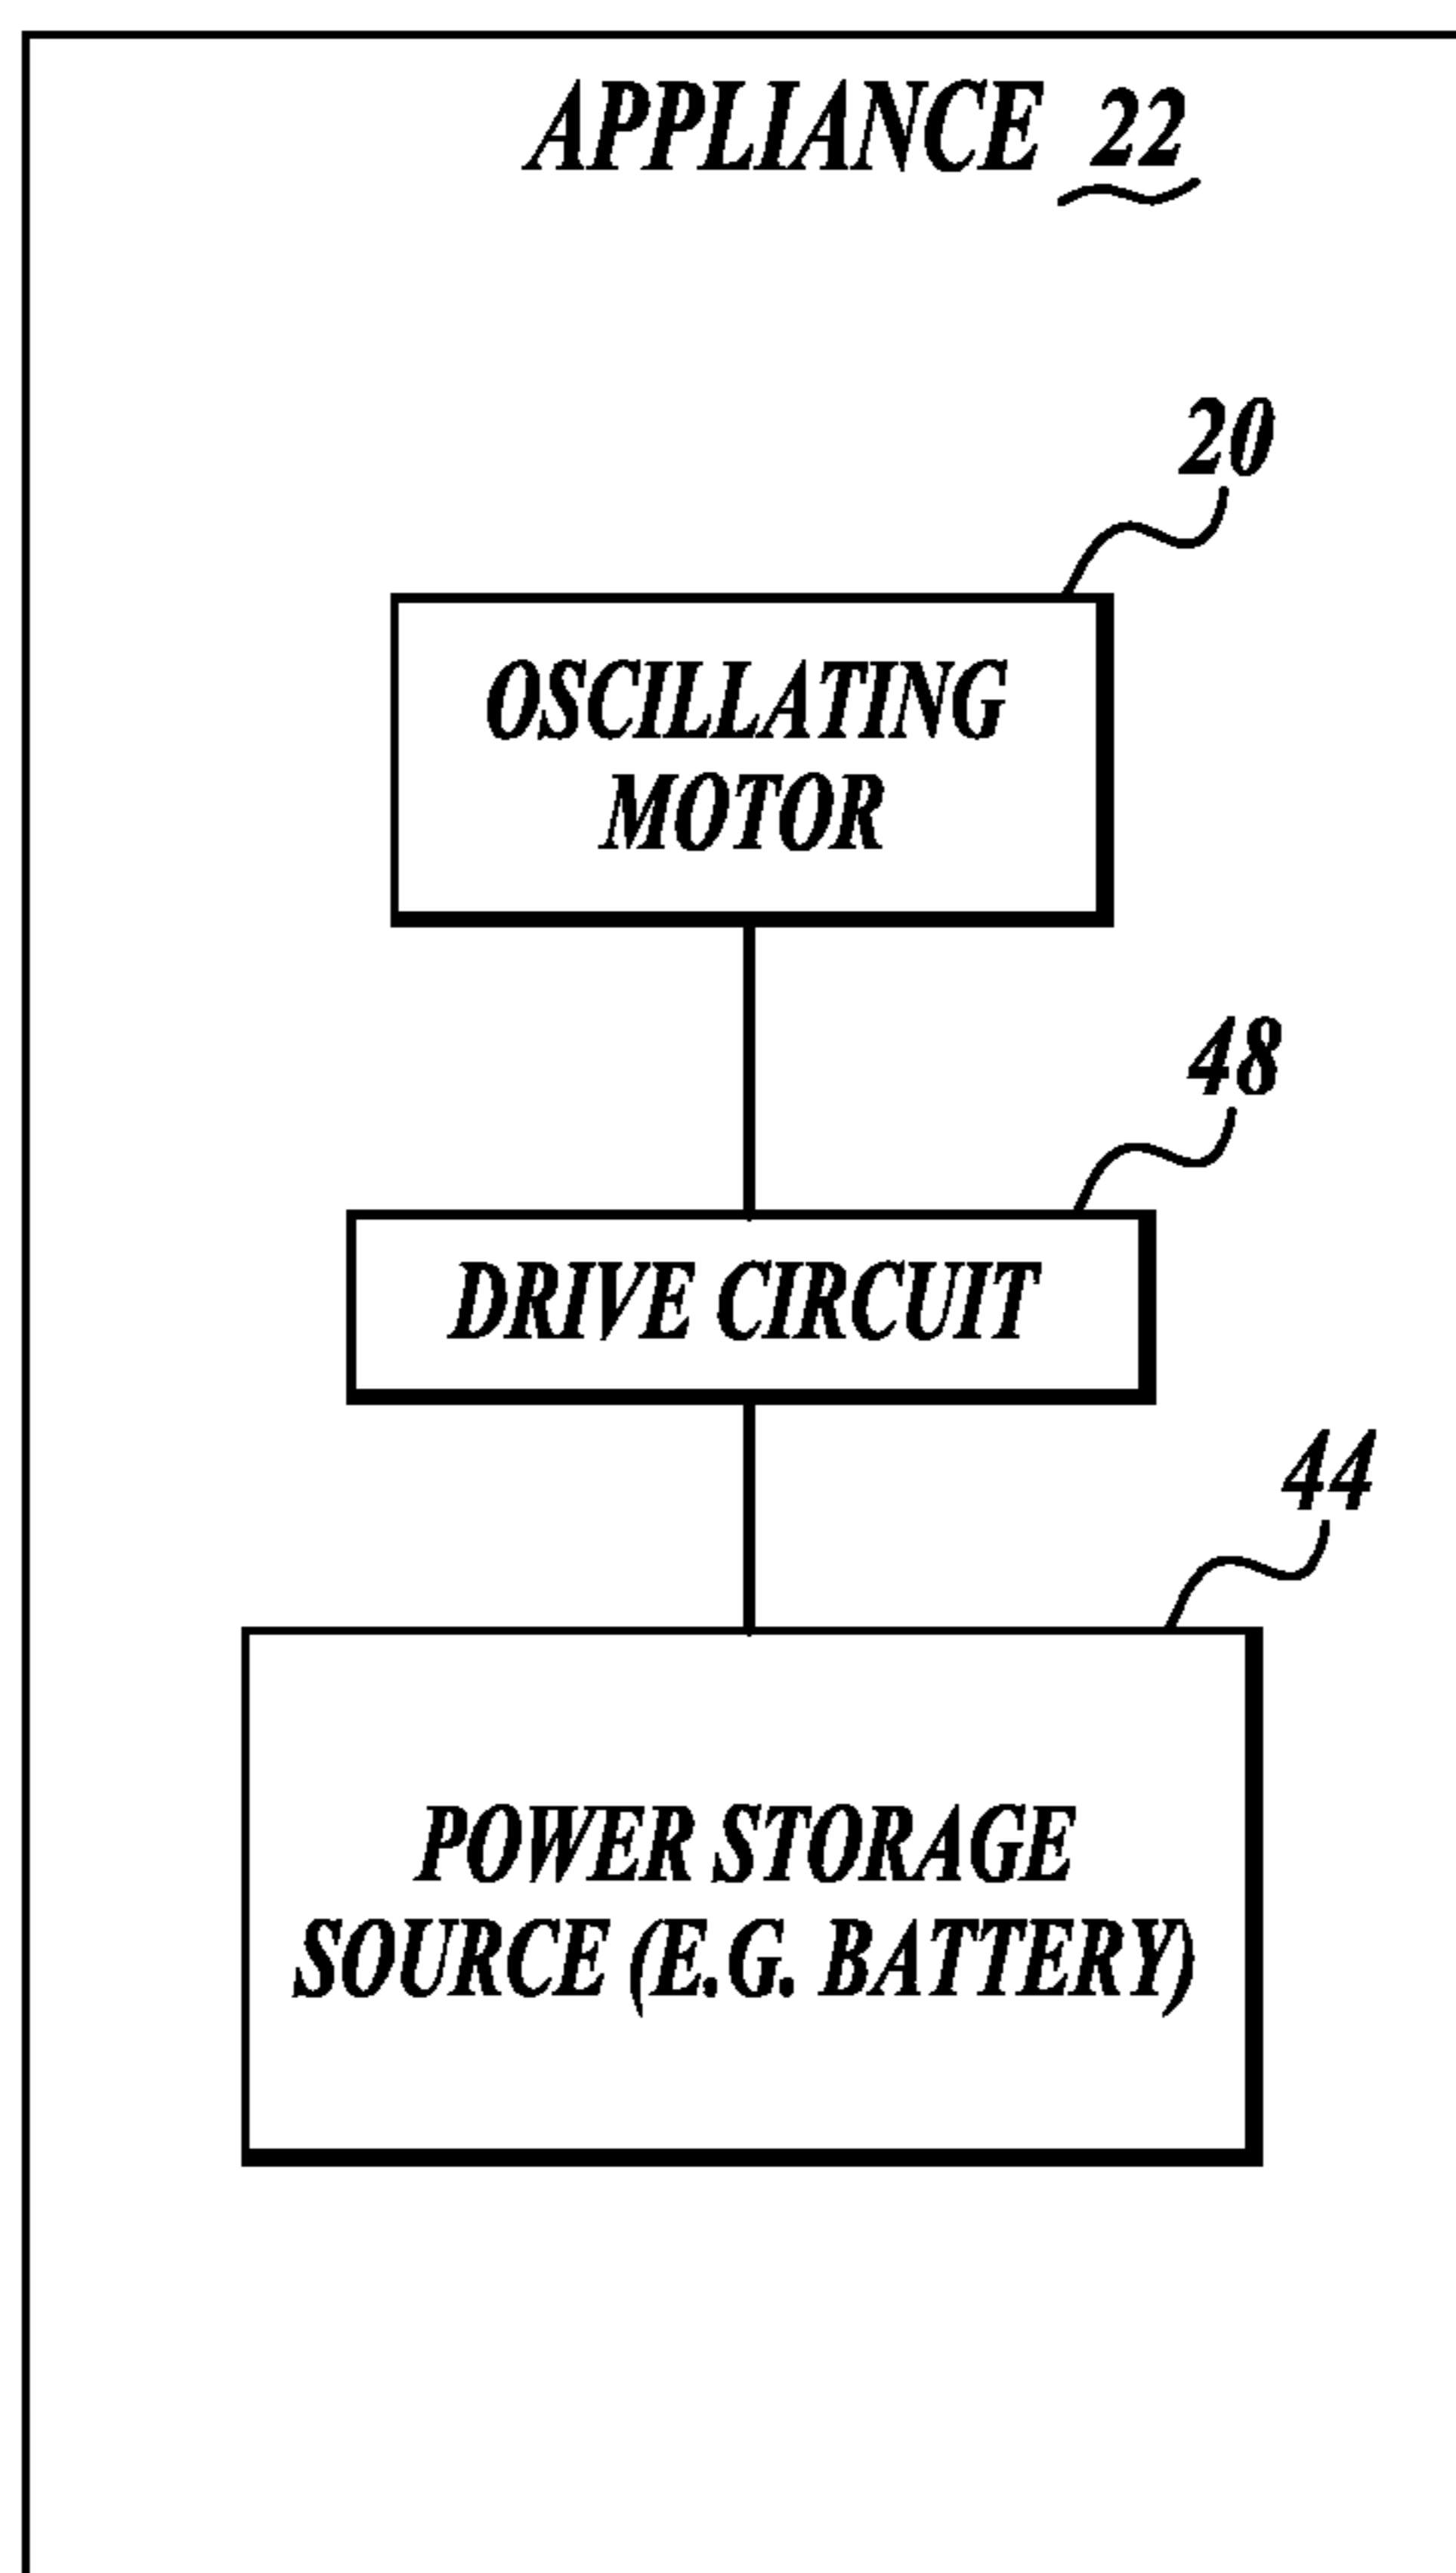 APPLIANCE 22
20
OSCILLATING
MOTOR
48
DRIVE CIRCUIT
44
POWER STORAGE
SOURCE (E.G. BATTERY)